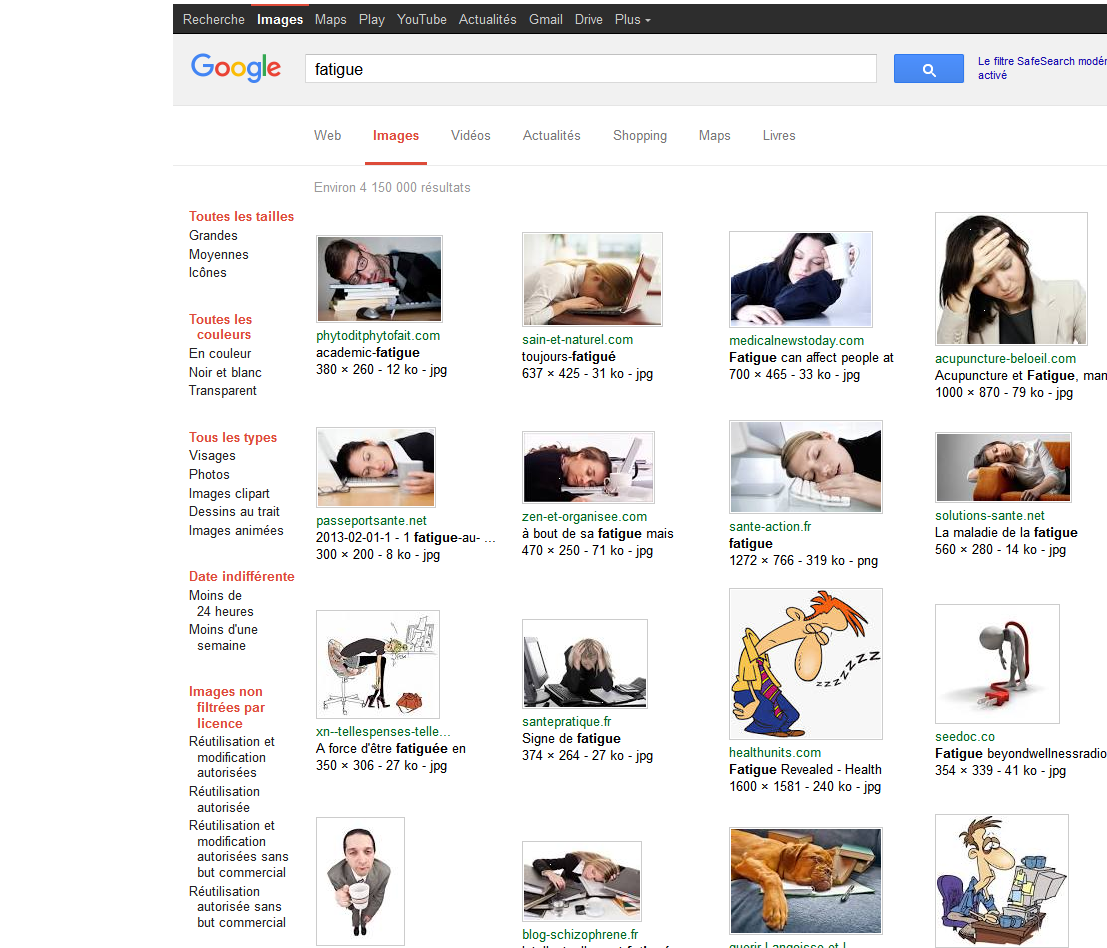 Recherche Images Maps Play YouTube Actualités Gmail Drive Plus
Google
fatigue
Le filtre SafeSearch modér
activé
Web Images Vidéos Actualités Shopping Maps Livres
Environ 4 150 000 résultats
Toutes les tailles
Grandes
Moyennes
Icônes
Toutes les
couleurs
En couleur
Noir et blanc
Transparent
Tous les types
Visages
Photos
Images clipart
Dessins au trait
Images animées
Date indifférente
Moins de
24 heures
Moins d'une
semaine
Images non
filtrées par
licence
Réutilisation et
modification
autorisées
Réutilisation
autorisée
Réutilisation et
modification
autorisées sans
but commercial
Réutilisation
autorisée sans
but commercial
phytoditphytofait.com
academic-fatigue
380 × 260 - 12 ko - jpg
sain-et-naturel.com
toujours-fatigué
637 × 425 - 31 ko - jpg
medicalnewstoday.com
Fatigue can affect people at
700 × 465 - 33 ko - jpg
acupuncture-beloeil.com
Acupuncture et Fatigue, man
1000 × 870 - 79 ko - jpg
passeportsante.net
2013-02-01-1 - 1 fatigue-au- ...
300 × 200 - 8 ko - jpg
zen-et-organisee.com
à bout de sa fatigue mais
470 × 250 - 71 ko - jpg
sante-action.fr
fatigue
1272 × 766 - 319 ko - png
solutions-sante.net
La maladie de la fatigue
560 × 280 - 14 ko - jpg
xn--tellespenses-telle...
A force d'être fatiguée en
350 × 306 - 27 ko - jpg
santepratique.fr
Signe de fatigue
374 × 264 - 27 ko - jpg
zzzzzzz
healthunits.com
Fatigue Revealed - Health
1600 × 1581 - 240 ko - jpg
seedoc.co
Fatigue beyondwellnessradio
354 × 339 - 41 ko - jpg
blog-schizophrene.fr